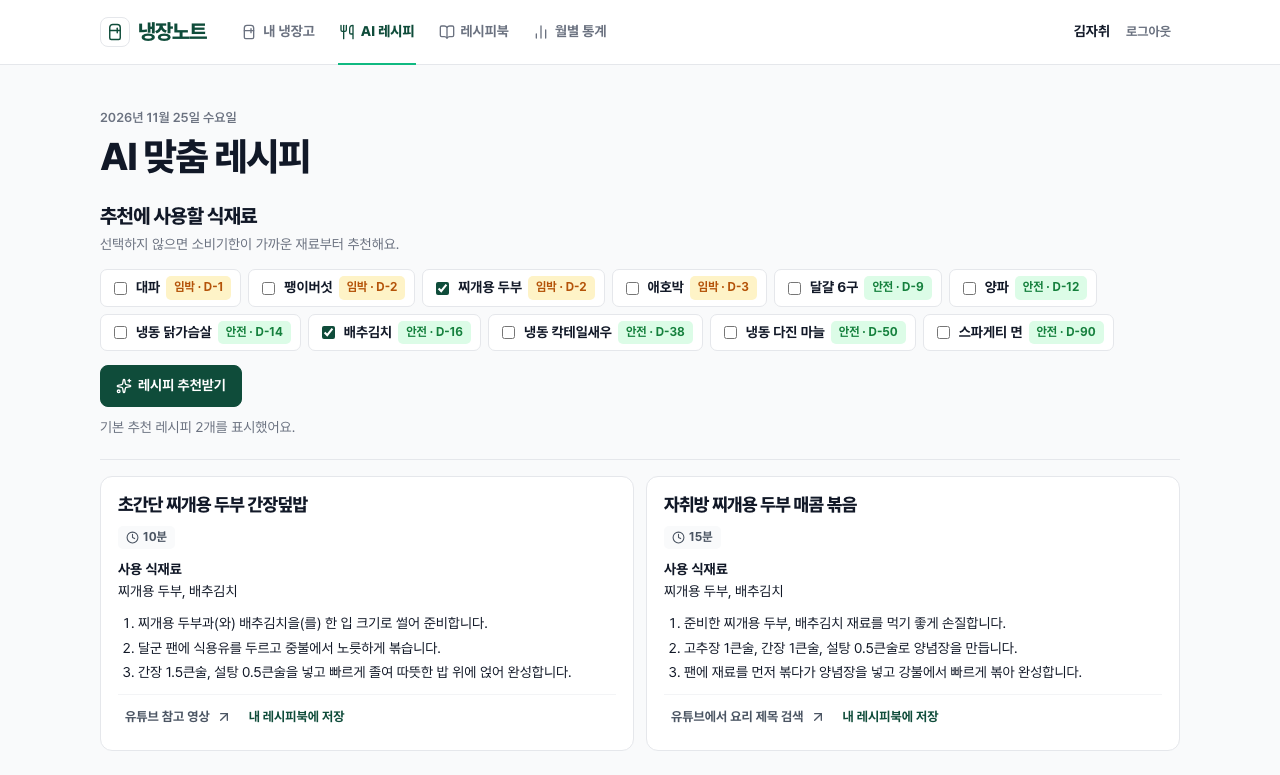 냉장노트 내 냉장고 AI 레시피 레시피북 월별 통계 김자취 로그아웃
2026년 11월 25일 수요일
AI 맞춤 레시피
추천에 사용할 식재료
선택하지 않으면 소비기한이 가까운 재료부터 추천해요.
대파 임박 · D-1 팽이버섯 임박 · D-2 찌개용 두부 임박 · D-2 애호박 임박 · D-3 달걀 6구 안전 · D-9 양파 안전 · D-12
냉동 닭가슴살 안전 · D-14 배추김치 안전 · D-16 냉동 칵테일새우 안전 · D-38 냉동 다진 마늘 안전 · D-50 스파게티 면 안전 · D-90
레시피 추천받기
기본 추천 레시피 2개를 표시했어요.
초간단 찌개용 두부 간장덮밥
10분
사용 식재료
찌개용 두부, 배추김치
1. 찌개용 두부과(와) 배추김치을(를) 한 입 크기로 썰어 준비합니다.
2. 달군 팬에 식용유를 두르고 중불에서 노릇하게 볶습니다.
3. 간장 1.5큰술, 설탕 0.5큰술을 넣고 빠르게 졸여 따뜻한 밥 위에 얹어 완성합니다.
유튜브 참고 영상 내 레시피북에 저장
자취방 찌개용 두부 매콤 볶음
15분
사용 식재료
찌개용 두부, 배추김치
1. 준비한 찌개용 두부, 배추김치 재료를 먹기 좋게 손질합니다.
2. 고추장 1큰술, 간장 1큰술, 설탕 0.5큰술로 양념장을 만듭니다.
3. 팬에 재료를 먼저 볶다가 양념장을 넣고 강불에서 빠르게 볶아 완성합니다.
유튜브에서 요리 제목 검색 내 레시피북에 저장